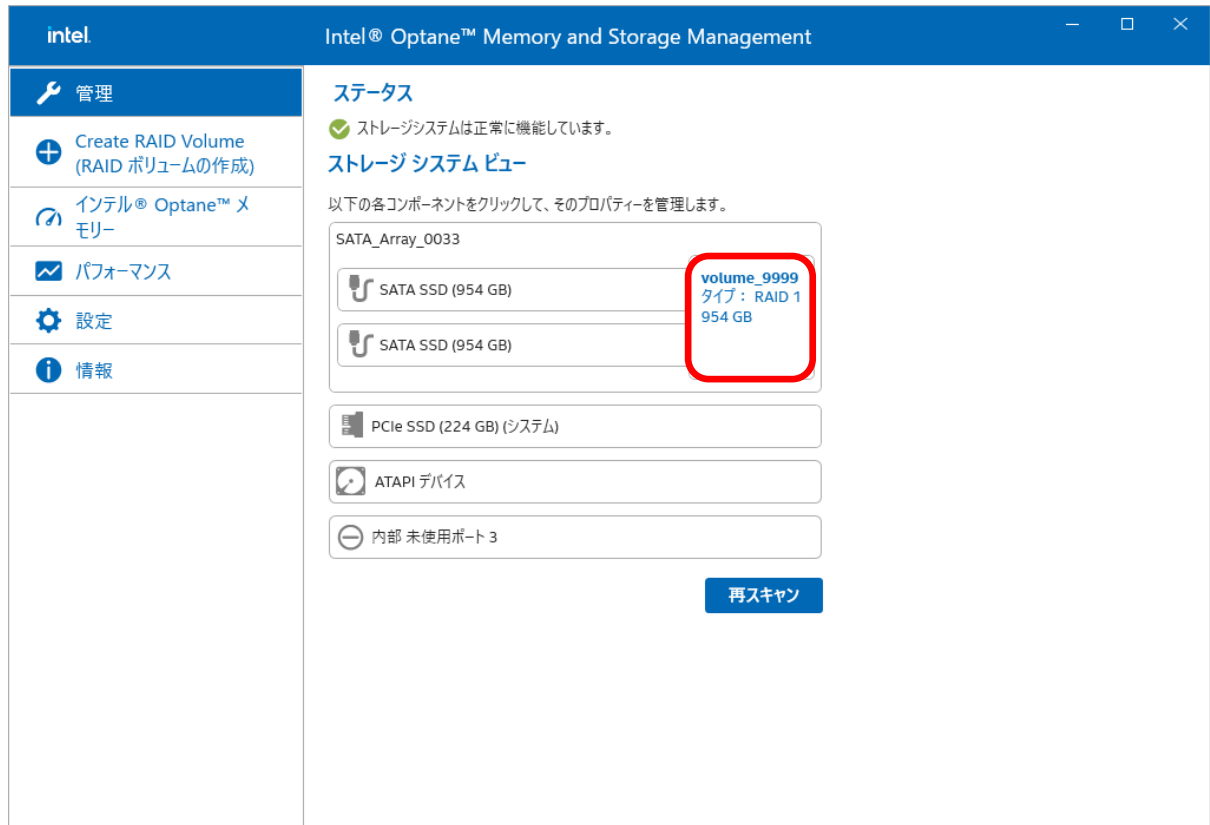 intel.
Intel® Optane™ Memory and Storage Management
管理
Create RAID Volume
(RAID ボリュームの作成)
インテル® Optane™ メ
モリー
パフォーマンス
設定
情報
ステータス
ストレージシステムは正常に機能しています。
ストレージ システム ビュー
以下の各コンポーネントをクリックして、そのプロパティーを管理します。
SATA_Array_0033
SATA SSD (954 GB)
SATA SSD (954 GB)
volume_9999
タイプ： RAID 1
954 GB
PCIe SSD (224 GB) (システム)
ATAPI デバイス
内部 未使用ポート 3
再スキャン